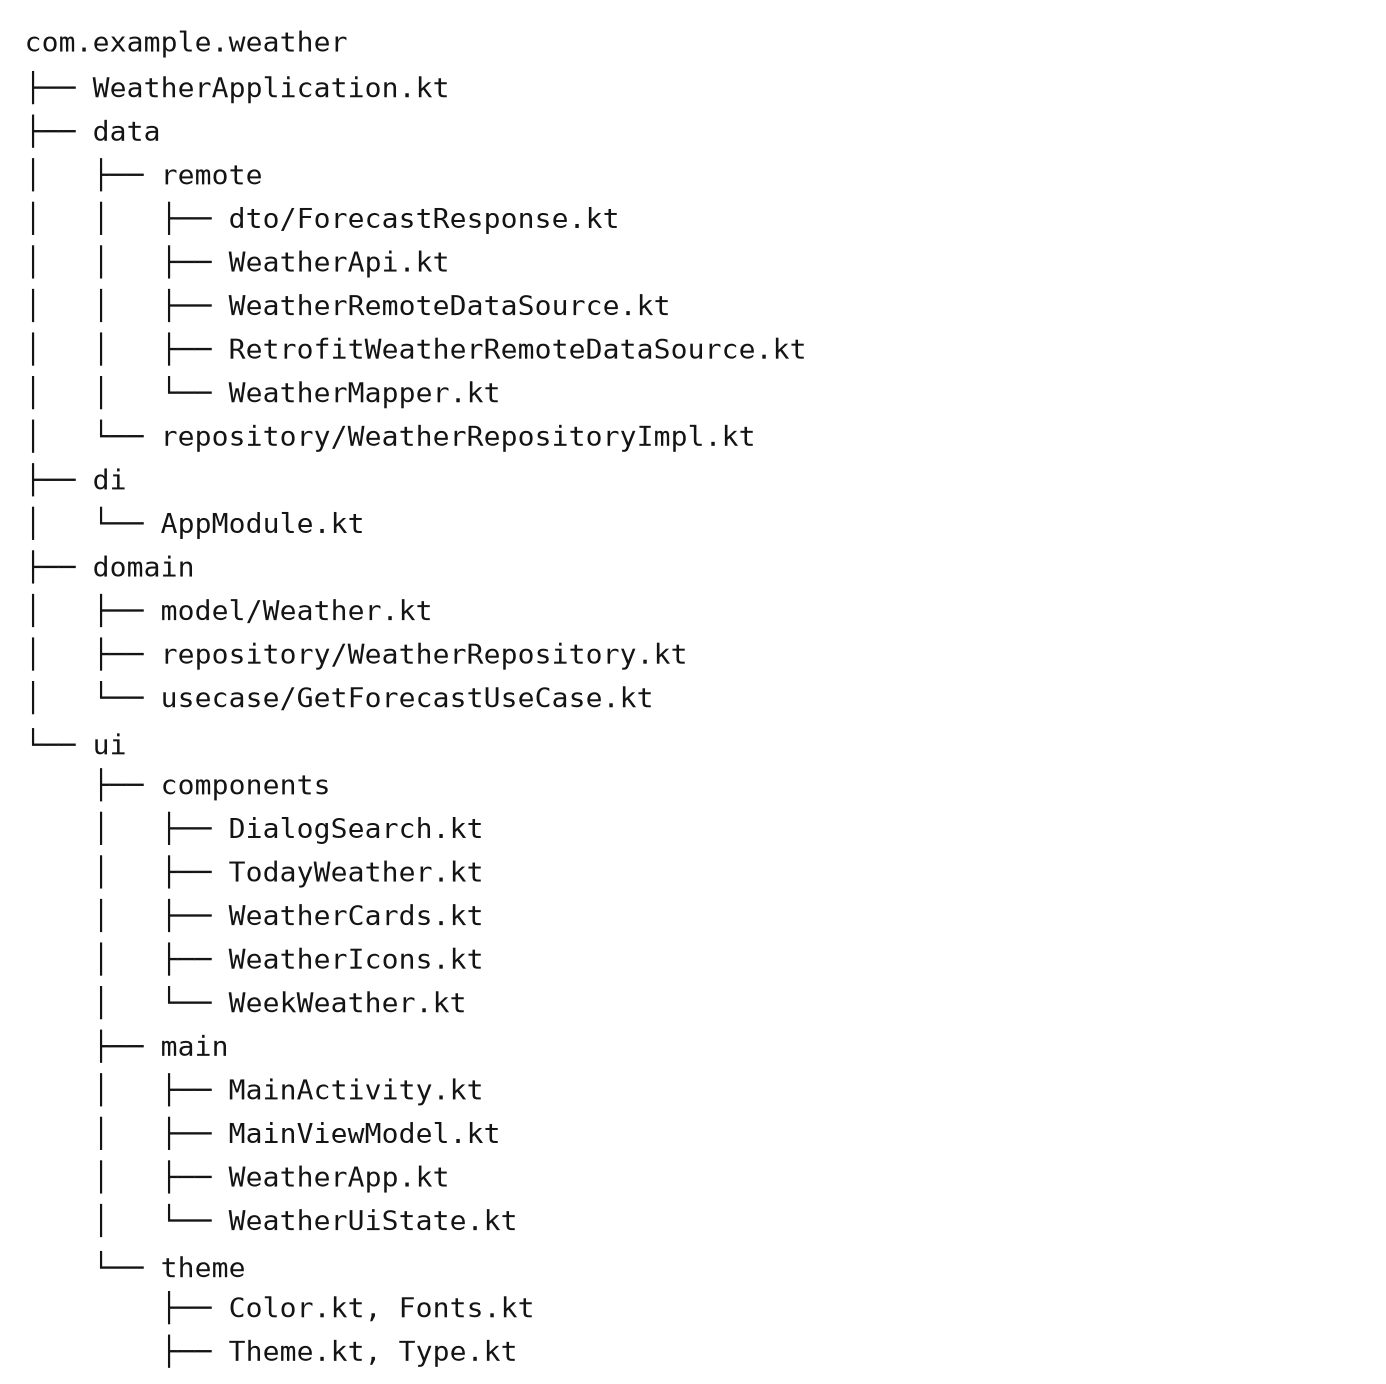 com.example.weather
├── WeatherApplication.kt
├── data
│   ├── remote
│   │   ├── dto/ForecastResponse.kt
│   │   ├── WeatherApi.kt
│   │   ├── WeatherRemoteDataSource.kt
│   │   ├── RetrofitWeatherRemoteDataSource.kt
│   │   └── WeatherMapper.kt
│   └── repository/WeatherRepositoryImpl.kt
├── di
│   └── AppModule.kt
├── domain
│   ├── model/Weather.kt
│   ├── repository/WeatherRepository.kt
│   └── usecase/GetForecastUseCase.kt
└── ui
    ├── components
    │   ├── DialogSearch.kt
    │   ├── TodayWeather.kt
    │   ├── WeatherCards.kt
    │   ├── WeatherIcons.kt
    │   └── WeekWeather.kt
    ├── main
    │   ├── MainActivity.kt
    │   ├── MainViewModel.kt
    │   ├── WeatherApp.kt
    │   └── WeatherUiState.kt
    └── theme
        ├── Color.kt, Fonts.kt
        ├── Theme.kt, Type.kt